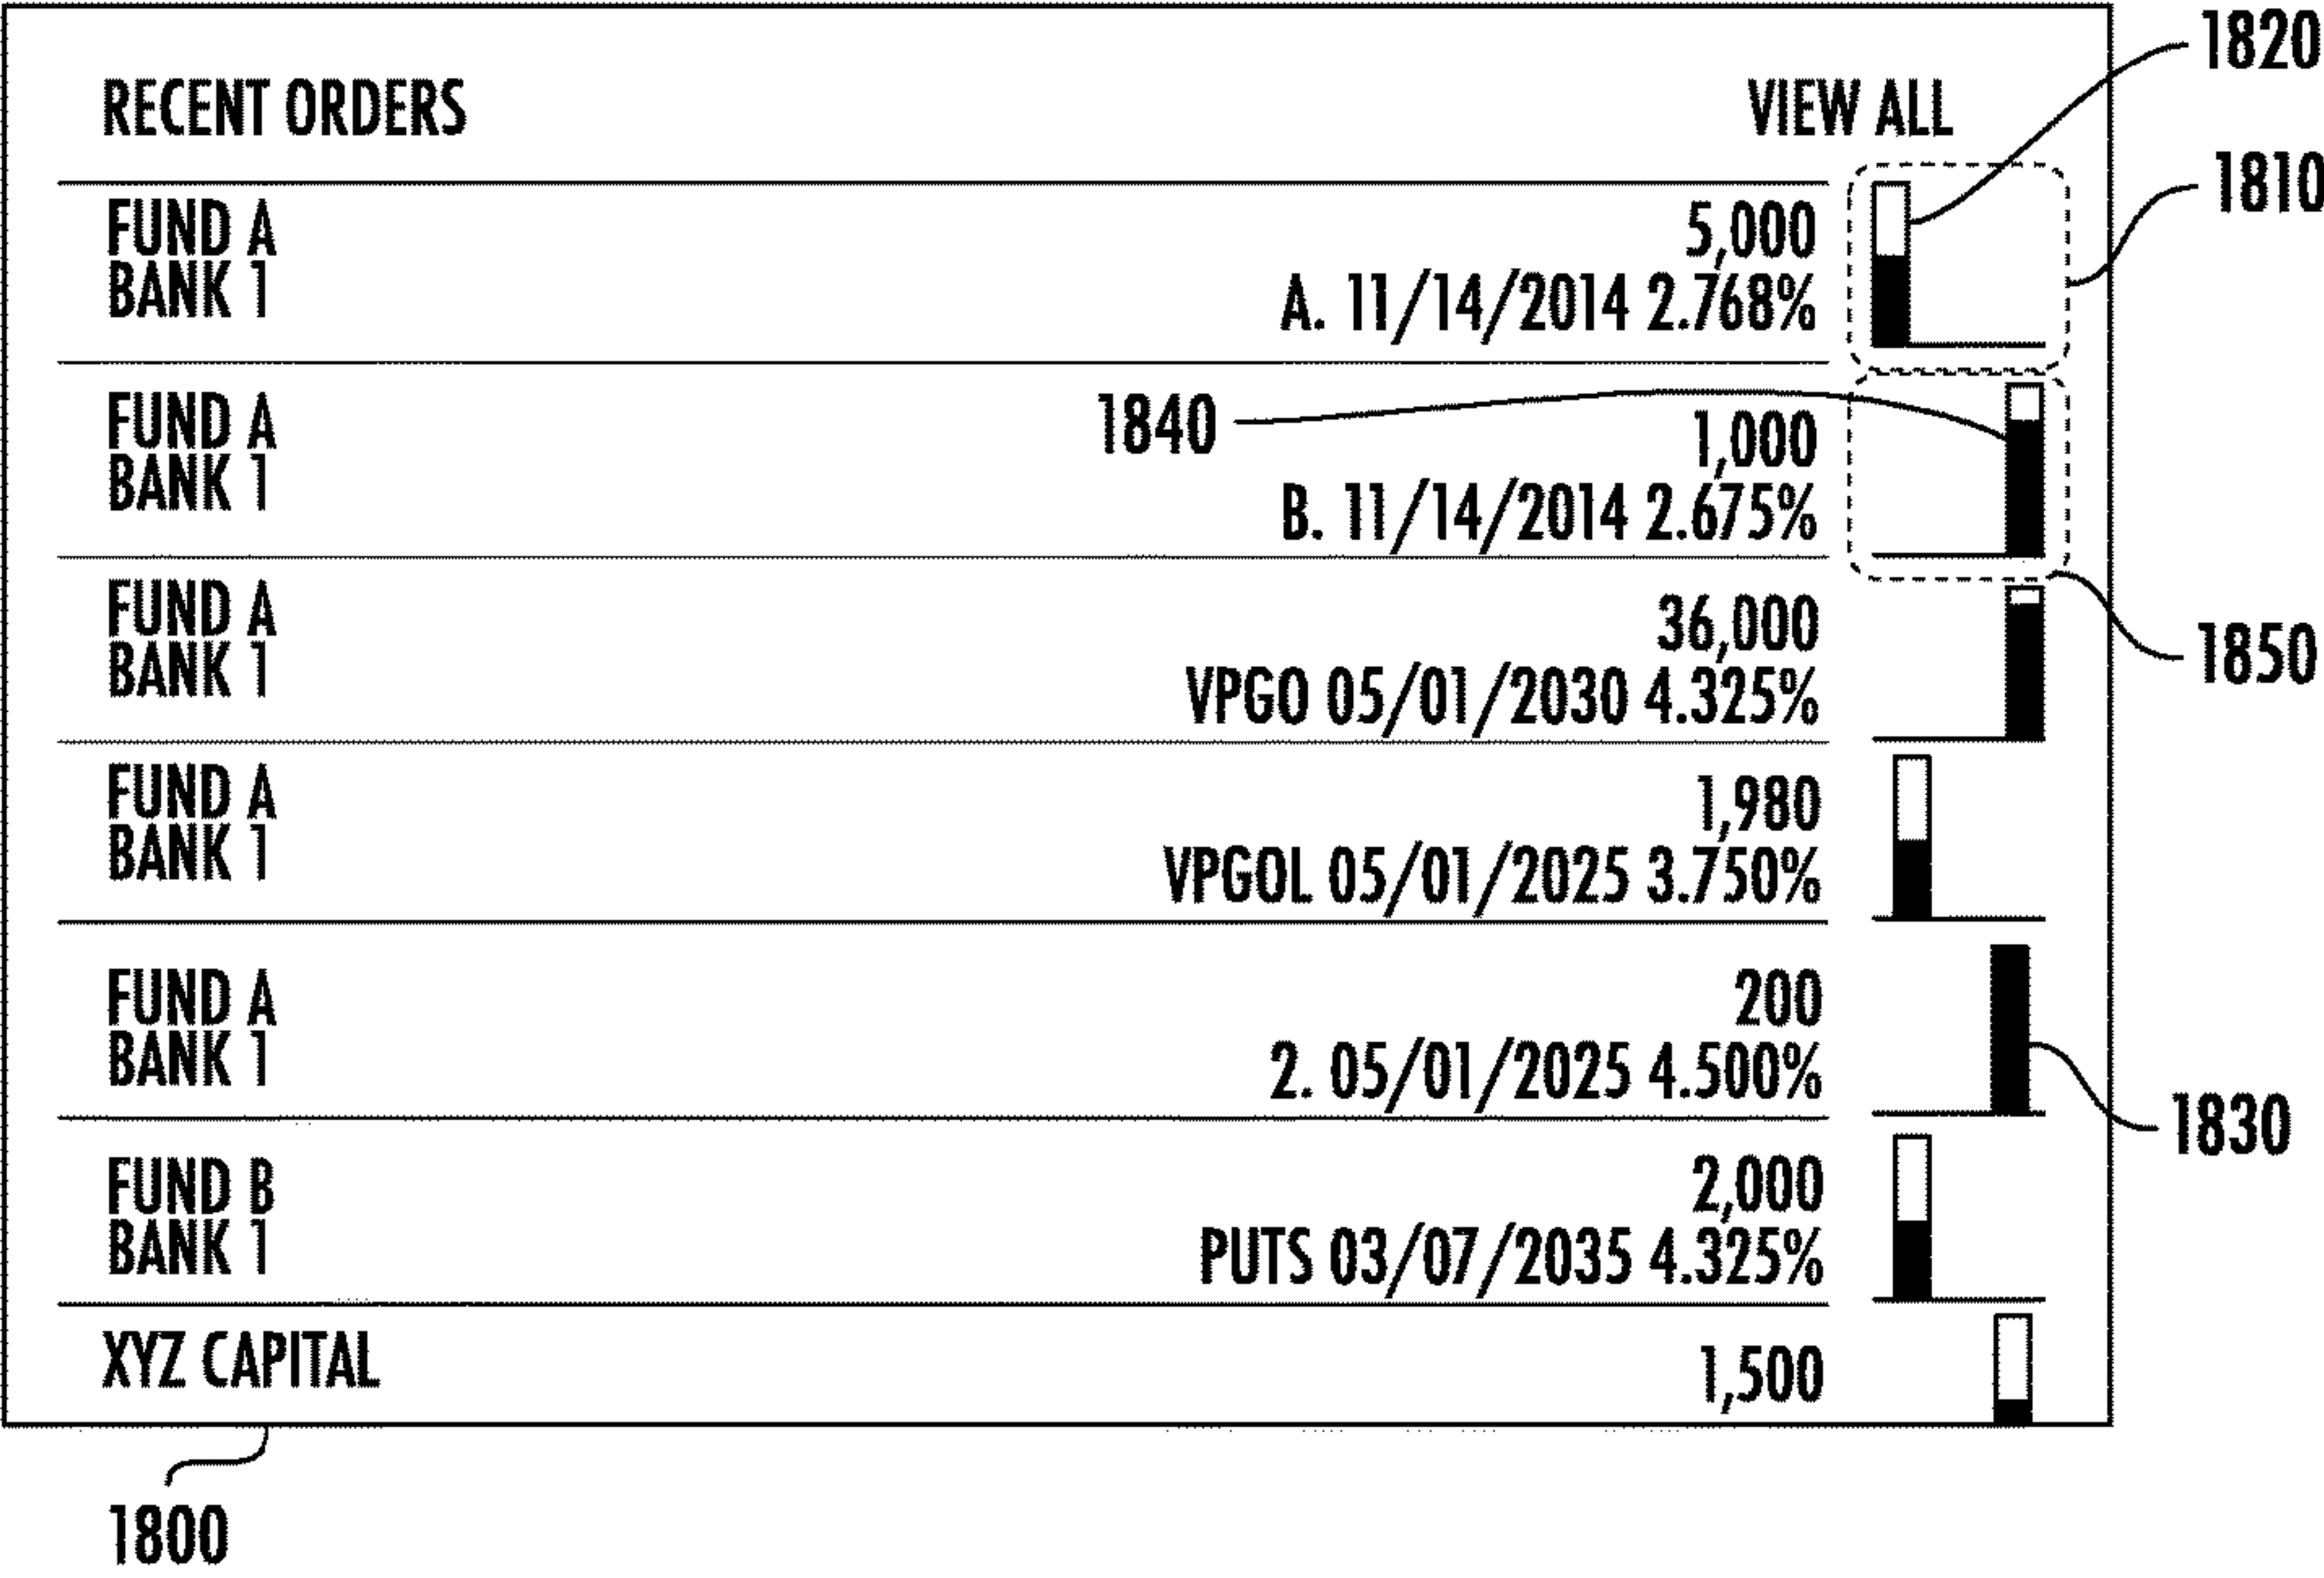 RECENT ORDERS VIEW ALL 1820
1810
FUND A 5,000
BANK 1 A. 11/14/2014 2.768%
FUND A 1840 1,000
BANK 1 B. 11/14/2014 2.675%
FUND A 36,000
BANK 1 VPGO 05/01/2030 4.325% 1850
FUND A 1,980
BANK 1 VPGOL 05/01/2025 3.750%
FUND A 200
BANK 1 2. 05/01/2025 4.500%
1830
FUND B 2,000
BANK 1 PUTS 03/07/2035 4.325%
XYZ CAPITAL 1,500
1800